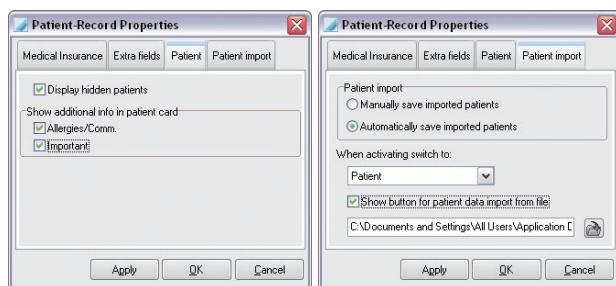 Patient-Record Properties
Medical Insurance Extra fields Patient Patient import
Display hidden patients
Show additional info in patient card
Allergies/Comm.
Important
Apply OK Cancel
Patient-Record Properties
Medical Insurance Extra fields Patient Patient import
Patient import
Manually save imported patients
Automatically save imported patients
When activating switch to:
Patient
Show button for patient data import from file
C:\Documents and Settings\All Users\Application D
Apply OK Cancel